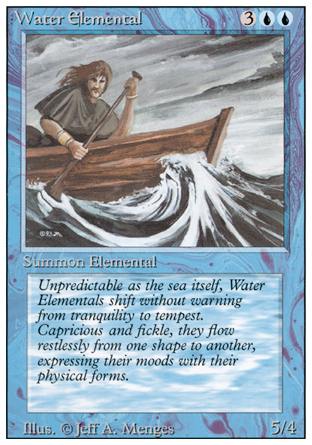 Water Elemental 3
Summon Elemental
Unpredictable as the sea itself, Water
Elementals shift without warning
from tranquility to tempest.
Capricious and fickle, they flow
restlessly from one shape to another,
expressing their moods with their
physical forms.
Illus. © Jeff A. Menges 5/4